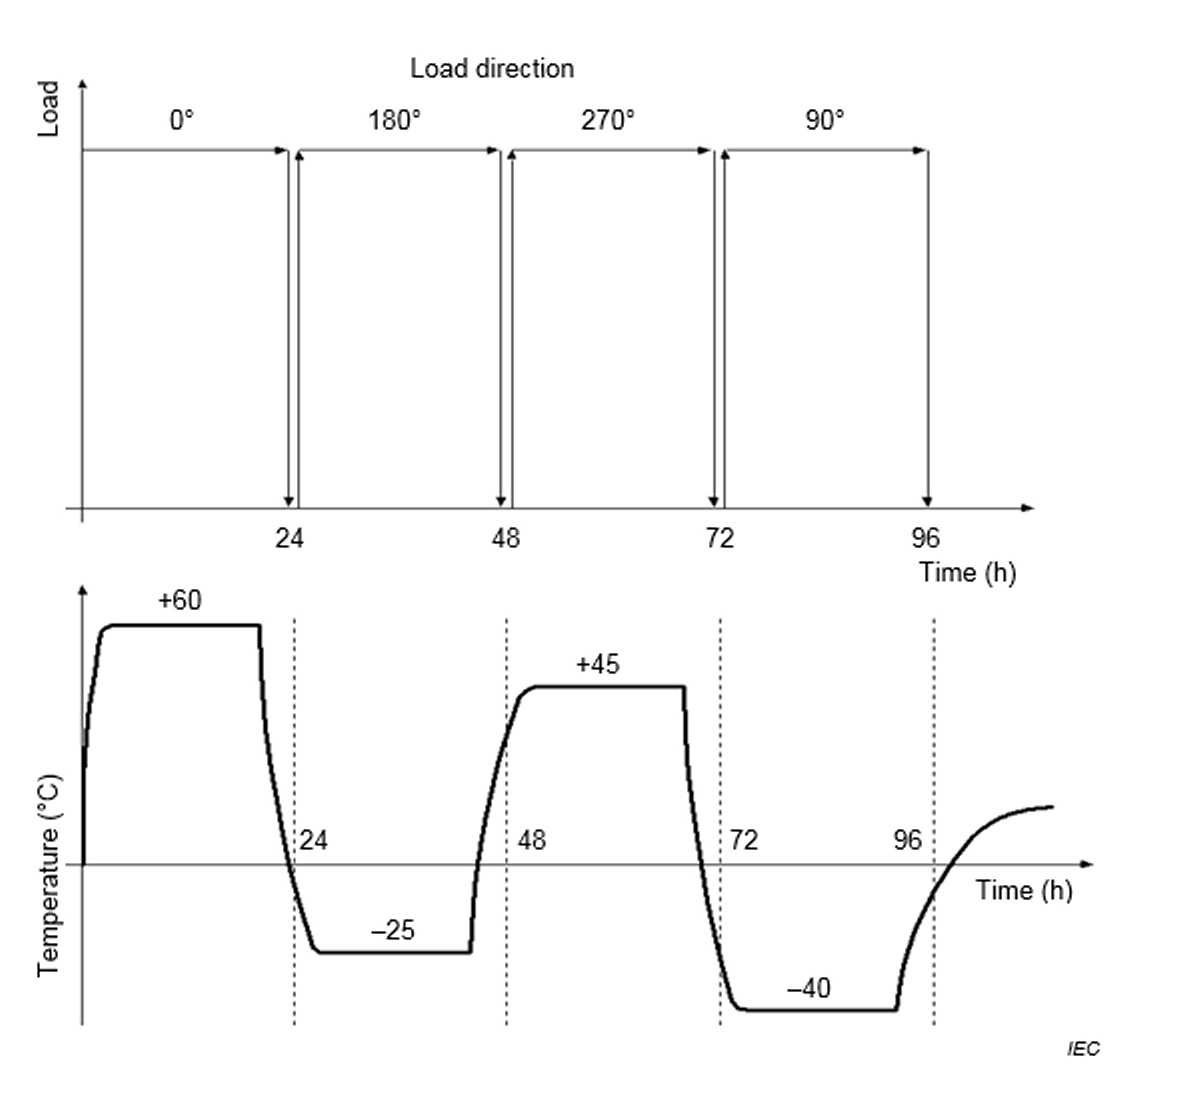 Load direction
Load
0° 180° 270° 90°
24 48 72 96
Time (h)
+60
+45
Temperature (°C)
24 48 72 96
Time (h)
–25
–40
IEC